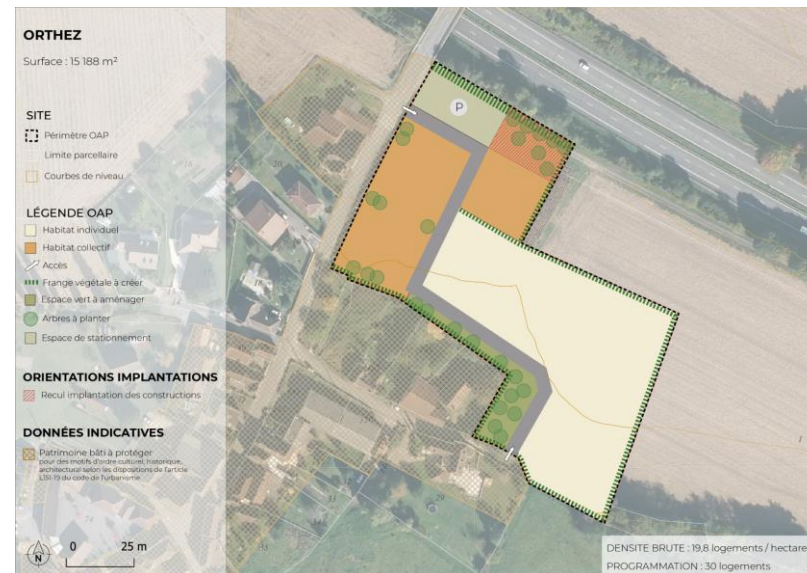 ORTHEZ
Surface : 15 188 m²
SITE
Périmètre OAP
Limite parcellaire
Courbes de niveau
LÉGENDE OAP
Habitat individuel
Habitat collectif
Accès
Frange végétale à créer
Espace vert à aménager
Arbres à planter
Espace de stationnement
ORIENTATIONS IMPLANTATIONS
Recul implantation des constructions
DONNÉES INDICATIVES
Patrimoine bâti à protéger
pour des motifs d'ordre culturel, historique,
architectural selon les dispositions de l'article
L151-19 du code de l'urbanisme
N
0 25 m
P
DENSITE BRUTE : 19,8 logements / hectare
PROGRAMMATION : 30 logements